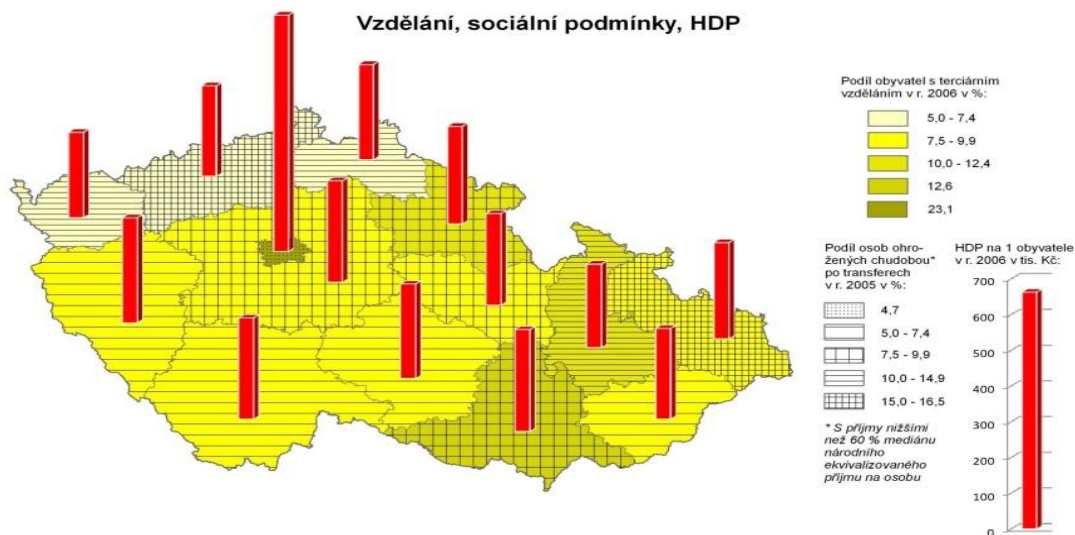 Vzdělání, sociální podmínky, HDP
Podíl obyvatel s terciárním
vzděláním v r. 2006 v %:
5,0 - 7,4
7,5 - 9,9
10,0 - 12,4
12,6
23,1
Podíl osob ohro-
žených chudobou*
po transferech
v r. 2005 v %:
4,7
5,0 - 7,4
7,5 - 9,9
10,0 - 14,9
15,0 - 16,5
* S příjmy nižšími
než 60 % mediánu
národního
ekvivalizovaného
příjmu na osobu
HDP na 1 obyvatele
v r. 2006 v tis. Kč:
700
600
500
400
300
200
100
0